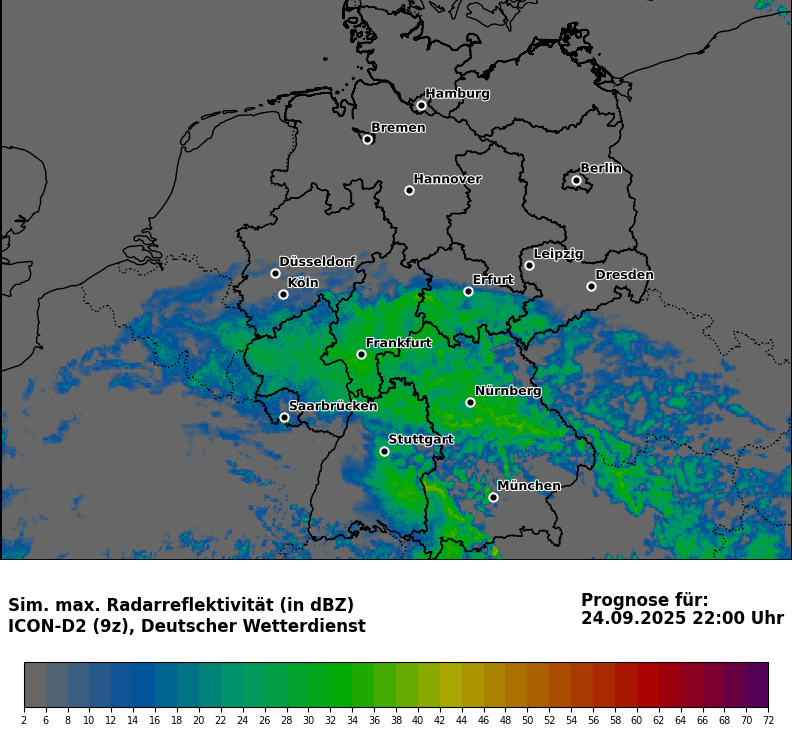 Hamburg
Bremen
Berlin
Hannover
Leipzig
Düsseldorf
Dresden
Köln
Erfurt
Frankfurt
Nürnberg
Saarbrücken
Stuttgart
München
Sim. max. Radarreflektivität (in dBZ)
ICON-D2 (9z), Deutscher Wetterdienst
Prognose für:
24.09.2025 22:00 Uhr
2 6 8 10 12 14 16 18 20 22 24 26 28 30 32 34 36 38 40 42 44 46 48 50 52 54 56 58 60 62 64 66 68 70 72